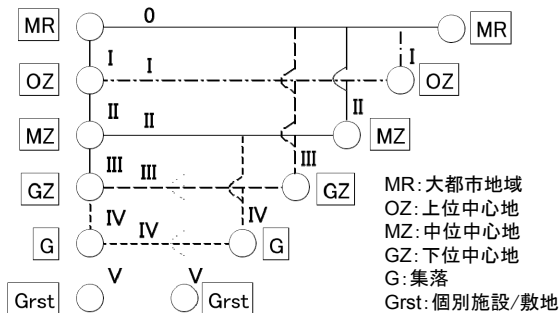 MR 0 MR
I I I
OZ OZ
II II II
MZ MZ
III III III
GZ GZ
IV IV IV
G G
V V
Grst Grst
MR:大都市地域
OZ:上位中心地
MZ:中位中心地
GZ:下位中心地
G:集落
Grst:個別施設/敷地